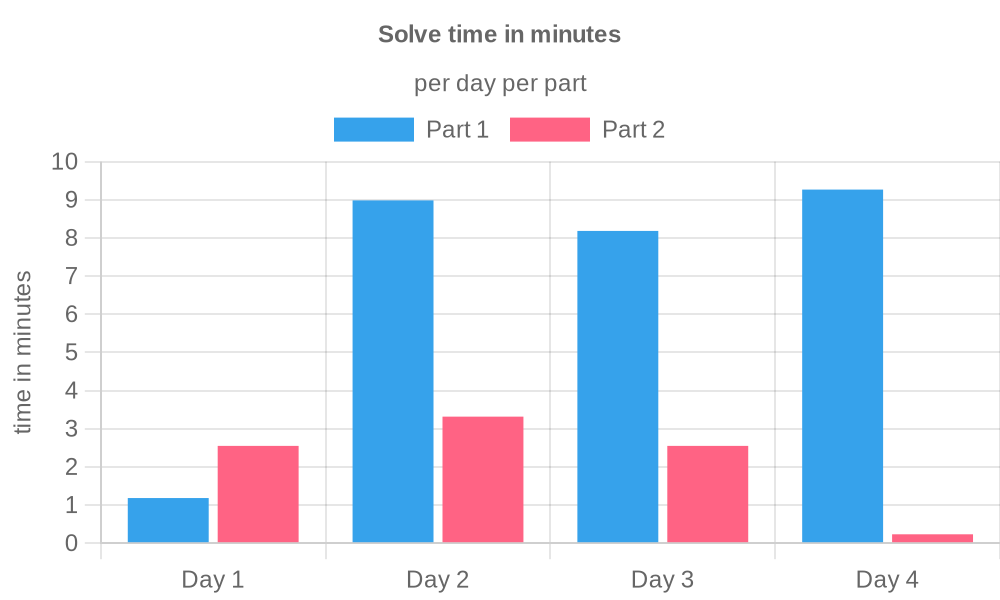 Solve time in minutes
per day per part
Part 1 Part 2
time in minutes
10
9
8
7
6
5
4
3
2
1
0
Day 1 Day 2 Day 3 Day 4